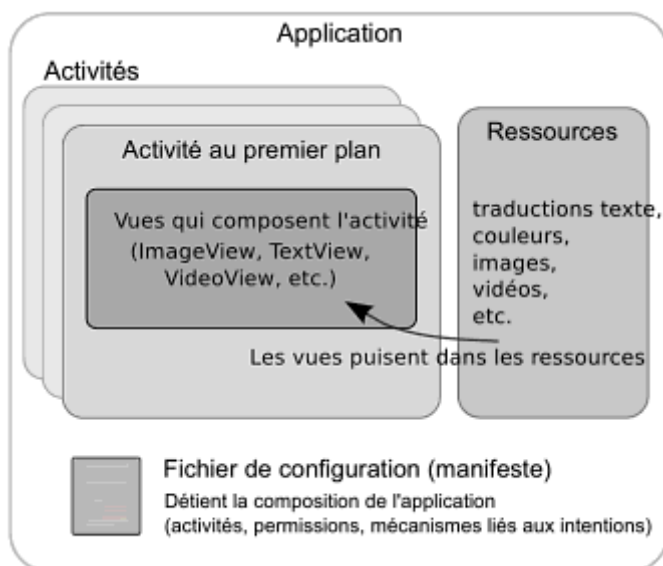 Application
Activités
Activité au premier plan
Vues qui composent l'activité
(ImageView, TextView,
VideoView, etc.)
Ressources
traductions texte,
couleurs,
images,
vidéos,
etc.
Les vues puisent dans les ressources
Fichier de configuration (manifeste)
Détient la composition de l'application
(activités, permissions, mécanismes liés aux intentions)